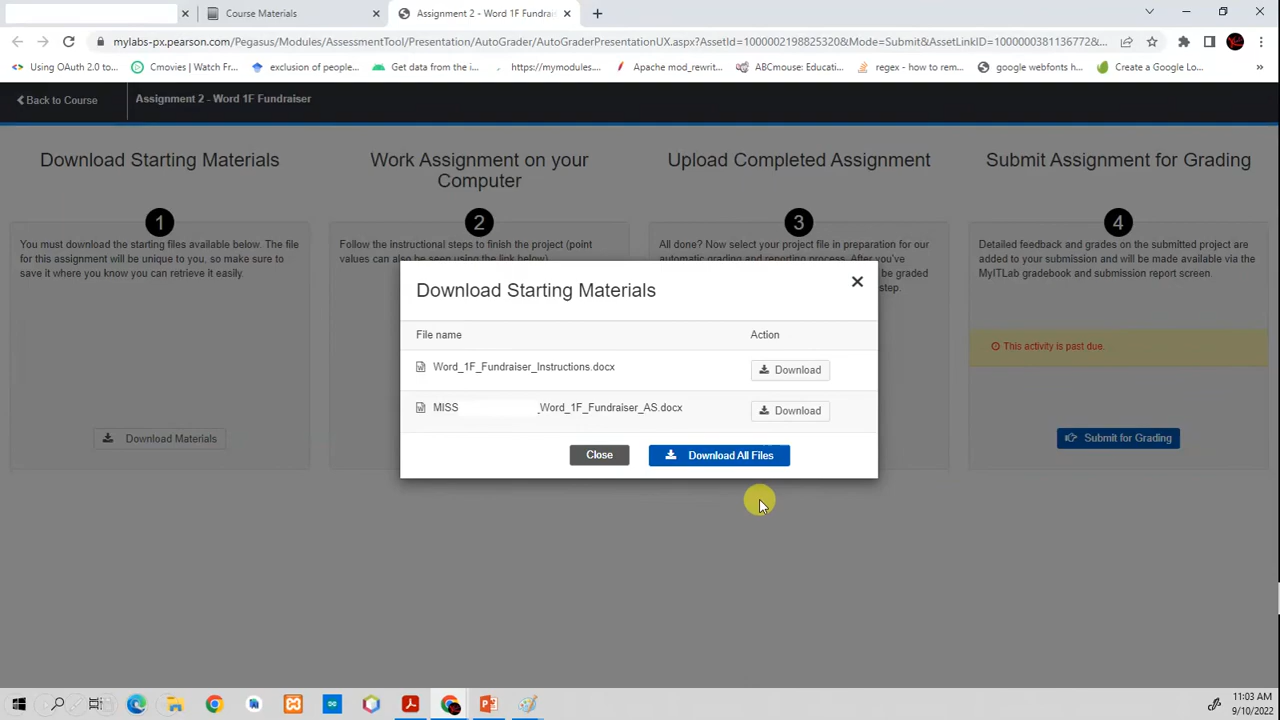 Course Materials
Assignment 2 - Word 1F Fundrais
mylabs-px.pearson.com/Pegasus/Modules/AssessmentTool/Presentation/AutoGrader/AutoGraderPresentationUX.aspx?AssetId=1000002198825320&Mode=Submit&AssetLinkID=1000000381136772&...
Using OAuth 2.0 to...
Cmovies | Watch Fr...
exclusion of people...
Get data from the i...
https://mymodules....
Apache mod_rewrit...
ABCmouse: Educati...
regex - how to rem...
google webfonts h...
Create a Google Lo...
Back to Course
Assignment 2 - Word 1F Fundraiser
Download Starting Materials
1
You must download the starting files available below. The file
for this assignment will be unique to you, so make sure to
save it where you know you can retrieve it easily.
Download Materials
Work Assignment on your
Computer
2
Follow the instructional steps to finish the project (point
values can also be seen using the link below)
Upload Completed Assignment
3
All done? Now select your project file in preparation for our
automatic grading and reporting process. After you've
be graded
step.
Submit Assignment for Grading
4
Detailed feedback and grades on the submitted project are
added to your submission and will be made available via the
MyITLab gradebook and submission report screen.
This activity is past due.
Submit for Grading
Download Starting Materials
File name
Action
Word_1F_Fundraiser_Instructions.docx
Download
MISS _Word_1F_Fundraiser_AS.docx
Download
Close
Download All Files
11:03 AM
9/10/2022